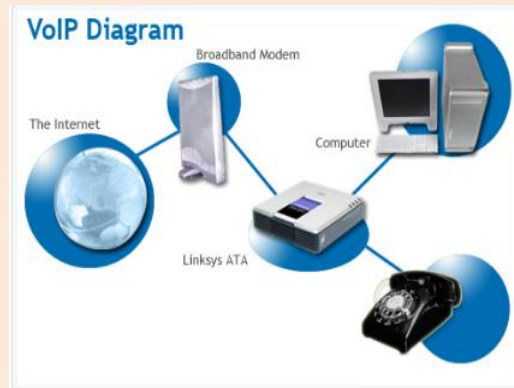 VoIP Diagram
Broadband Modem
The Internet
Computer
Linksys ATA